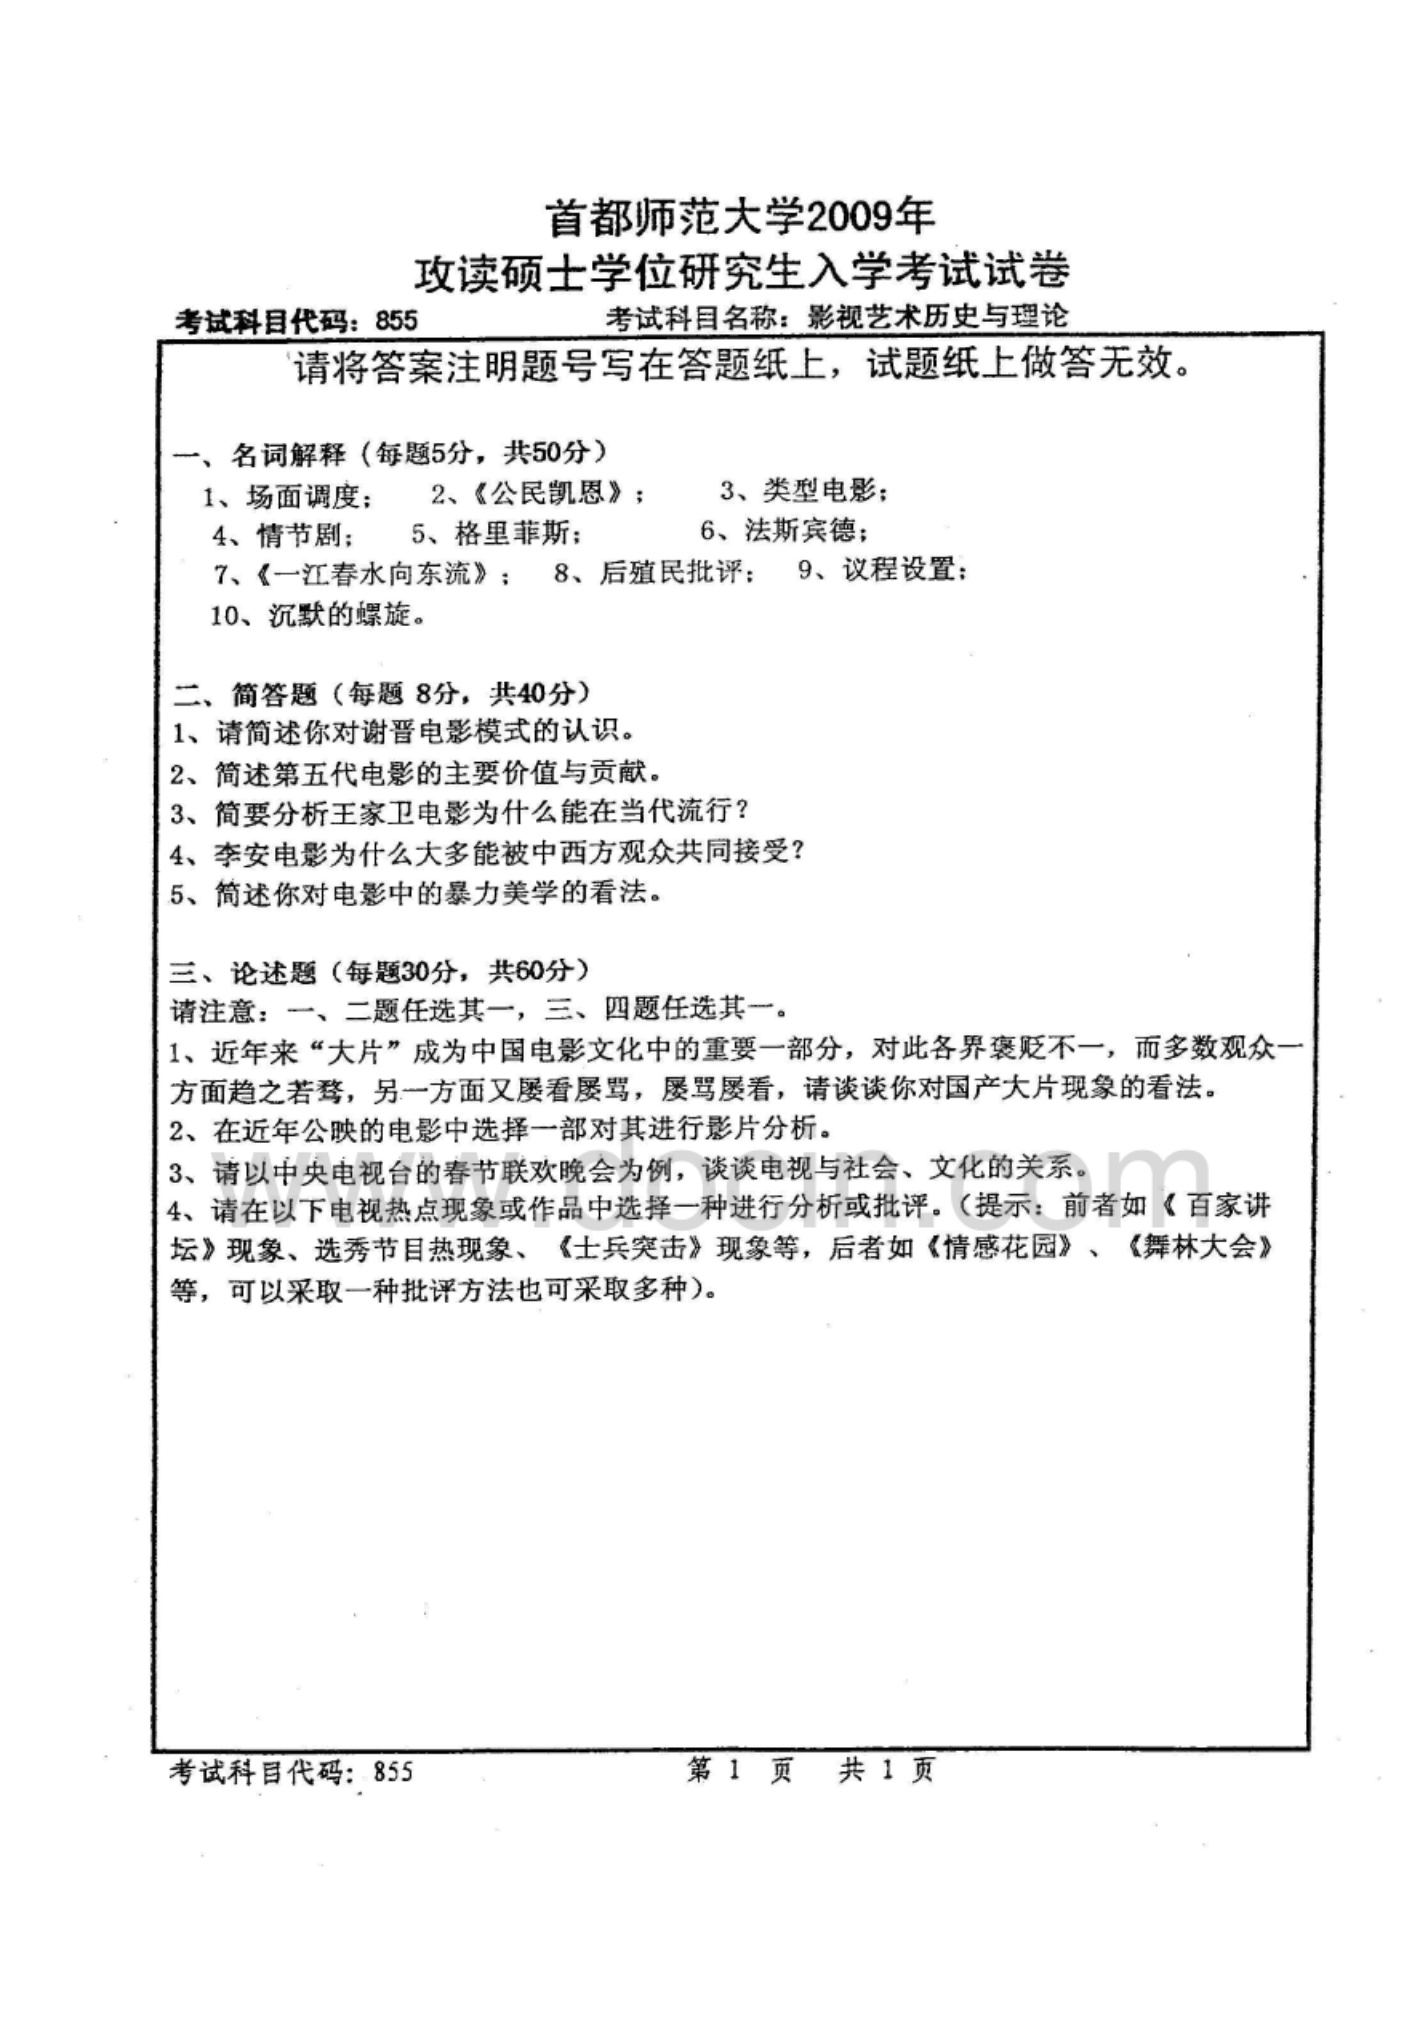 首都师范大学2009年
攻读硕士学位研究生入学考试试卷
考试科目代码：855 考试科目名称：影视艺术历史与理论
请将答案注明题号写在答题纸上，试题纸上做答无效。
一、名词解释（每题5分，共50分）
1、场面调度； 2、《公民凯恩》； 3、类型电影；
4、情节剧； 5、格里菲斯； 6、法斯宾德；
7、《一江春水向东流》； 8、后殖民批评； 9、议程设置；
10、沉默的螺旋。
二、简答题（每题 8分，共40分）
1、请简述你对谢晋电影模式的认识。
2、简述第五代电影的主要价值与贡献。
3、简要分析王家卫电影为什么能在当代流行？
4、李安电影为什么大多能被中西方观众共同接受？
5、简述你对电影中的暴力美学的看法。
三、论述题（每题30分，共60分）
请注意：一、二题任选其一，三、四题任选其一。
1、近年来“大片”成为中国电影文化中的重要一部分，对此各界褒贬不一，而多数观众一
方面趋之若鹜，另一方面又屡看屡骂，屡骂屡看，请谈谈你对国产大片现象的看法。
2、在近年公映的电影中选择一部对其进行影片分析。
3、请以中央电视台的春节联欢晚会为例，谈谈电视与社会、文化的关系。
www.docin.com
4、请在以下电视热点现象或作品中选择一种进行分析或批评。（提示：前者如《百家讲
坛》现象、选秀节目热现象、《士兵突击》现象等，后者如《情感花园》、《舞林大会》
等，可以采取一种批评方法也可采取多种）。
考试科目代码：855 第 1 页 共 1 页